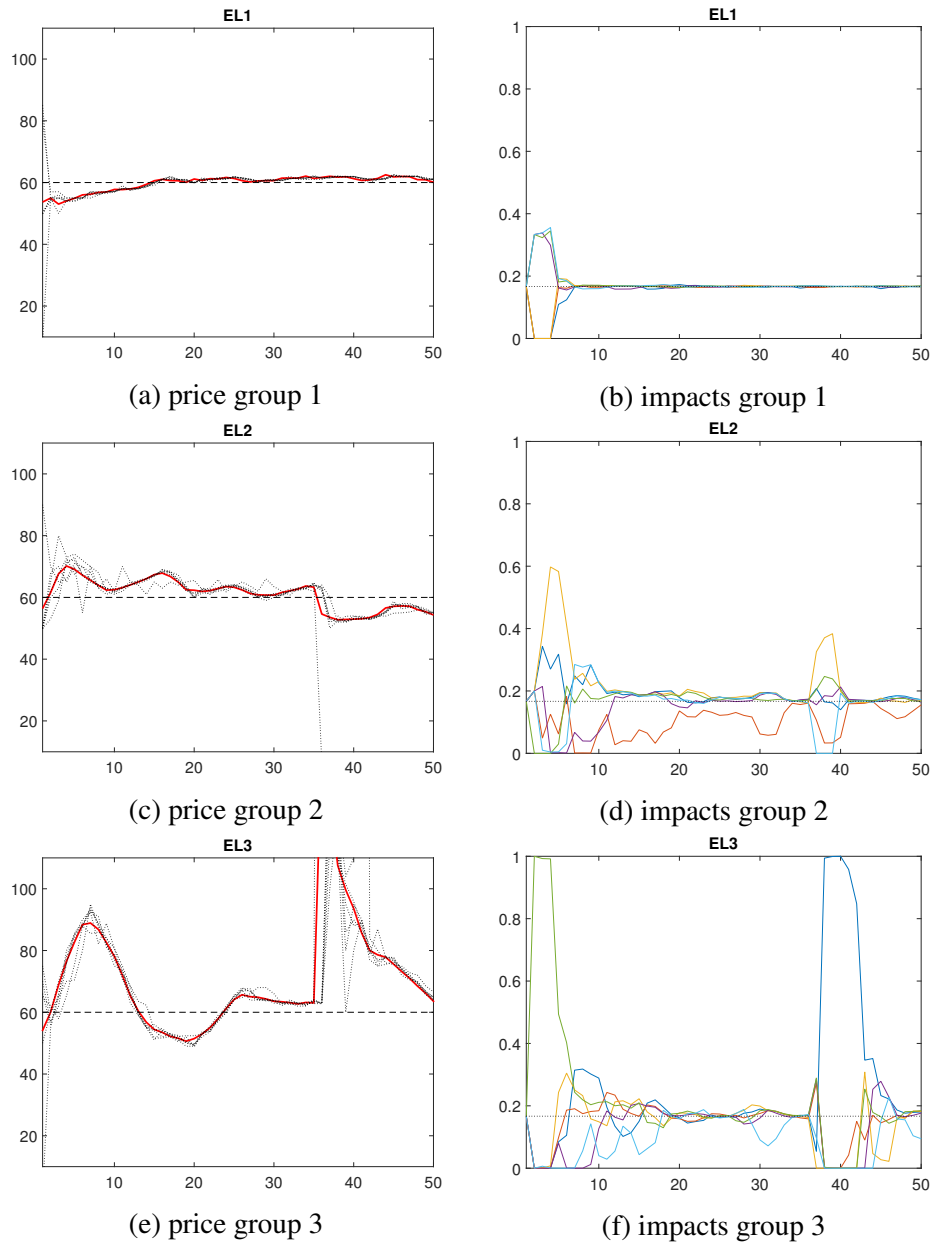 EL1
100
80
60
40
20
10 20 30 40 50
(a) price group 1
EL1
1
0.8
0.6
0.4
0.2
0
10 20 30 40 50
(b) impacts group 1
EL2
100
80
60
40
20
10 20 30 40 50
(c) price group 2
EL2
1
0.8
0.6
0.4
0.2
0
10 20 30 40 50
(d) impacts group 2
EL3
100
80
60
40
20
10 20 30 40 50
(e) price group 3
EL3
1
0.8
0.6
0.4
0.2
0
10 20 30 40 50
(f) impacts group 3